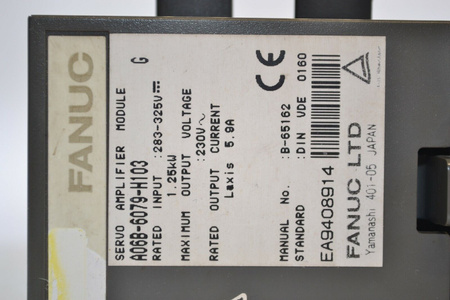 FANUC
SERVO AMPLIFIER MODULE G
A06B-6079-H103
RATED INPUT :283-325V
1.25kW
MAXIMUM OUTPUT VOLTAGE
:230V~
RATED OUTPUT CURRENT
Laxis 5.9A
MANUAL No. :B-65162
STANDARD :DIN VDE 0160
CE
EA9408914
FANUC LTD
Yamanashi 401-05 JAPAN